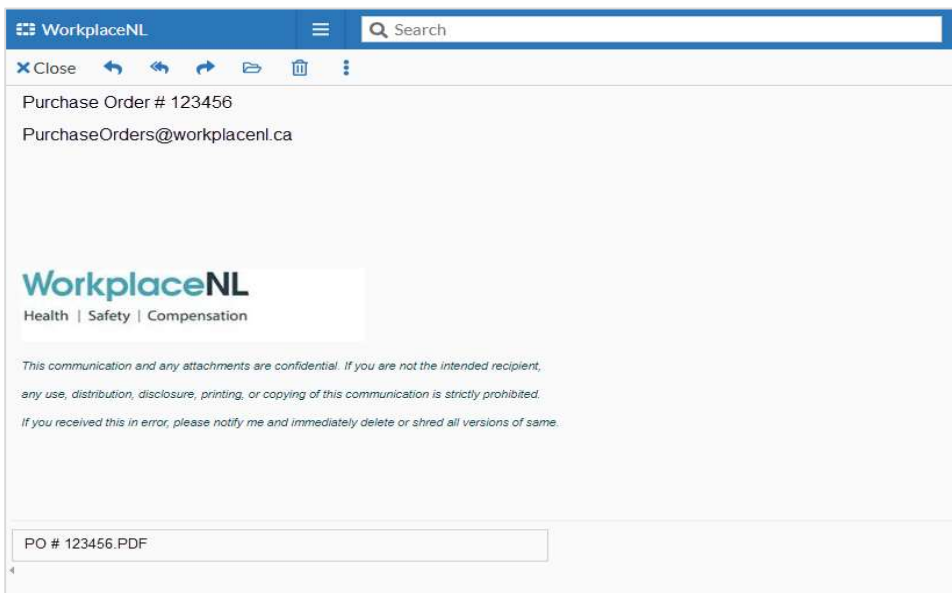 WorkplaceNL
Search
Close
Purchase Order # 123456
PurchaseOrders@workplacenl.ca
WorkplaceNL
Health | Safety | Compensation
This communication and any attachments are confidential. If you are not the intended recipient,
any use, distribution, disclosure, printing, or copying of this communication is strictly prohibited.
If you received this in error, please notify me and immediately delete or shred all versions of same.
PO # 123456.PDF